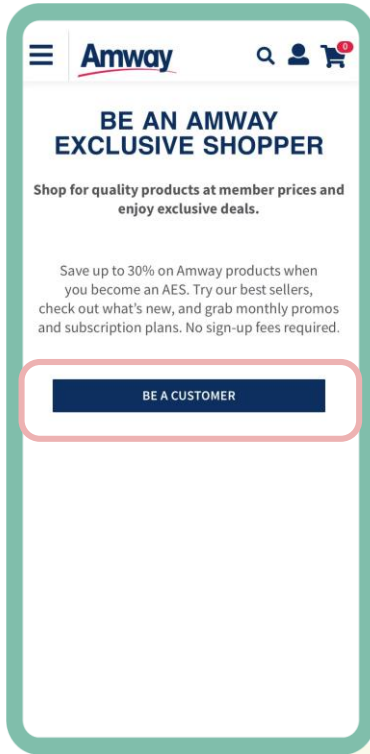 Amway
0
BE AN AMWAY
EXCLUSIVE SHOPPER
Shop for quality products at member prices and
enjoy exclusive deals.
Save up to 30% on Amway products when
you become an AES. Try our best sellers,
check out what's new, and grab monthly promos
and subscription plans. No sign-up fees required.
BE A CUSTOMER